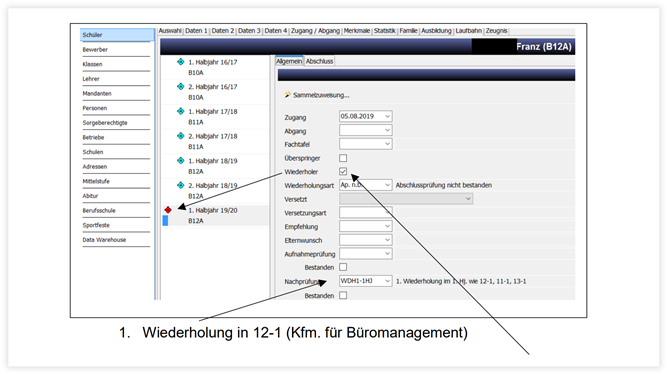 Auswahl Daten 1 Daten 2 Daten 3 Daten 4 Zugang / Abgang Merkmale Statistik Familie Ausbildung Laufbahn Zeugnis
Schüler
Bewerber
Klassen
Lehrer
Mandanten
Personen
Sorgeberechtigte
Betriebe
Schulen
Adressen
Mittelstufe
Abitur
Berufsschule
Sportfeste
Data Warehouse
1. Halbjahr 16/17
B10A
2. Halbjahr 16/17
B10A
1. Halbjahr 17/18
B11A
2. Halbjahr 17/18
B11A
1. Halbjahr 18/19
B12A
2. Halbjahr 18/19
B12A
1. Halbjahr 19/20
B12A
Franz (B12A)
Allgemein Abschluss
Sammelzuweisung...
Zugang 05.08.2019
Abgang
Fachtafel
Überspringer
Wiederholer
Wiederholungsart Ap. n.b. Abschlussprüfung nicht bestanden
Versetzt
Versetzungsart
Empfehlung
Elternwunsch
Aufnahmeprüfung
Bestanden
Nachprüfung WDH1-1HJ 1. Wiederholung im 1. Hj. wie 12-1, 11-1, 13-1
Bestanden
1. Wiederholung in 12-1 (Kfm. für Büromanagement)